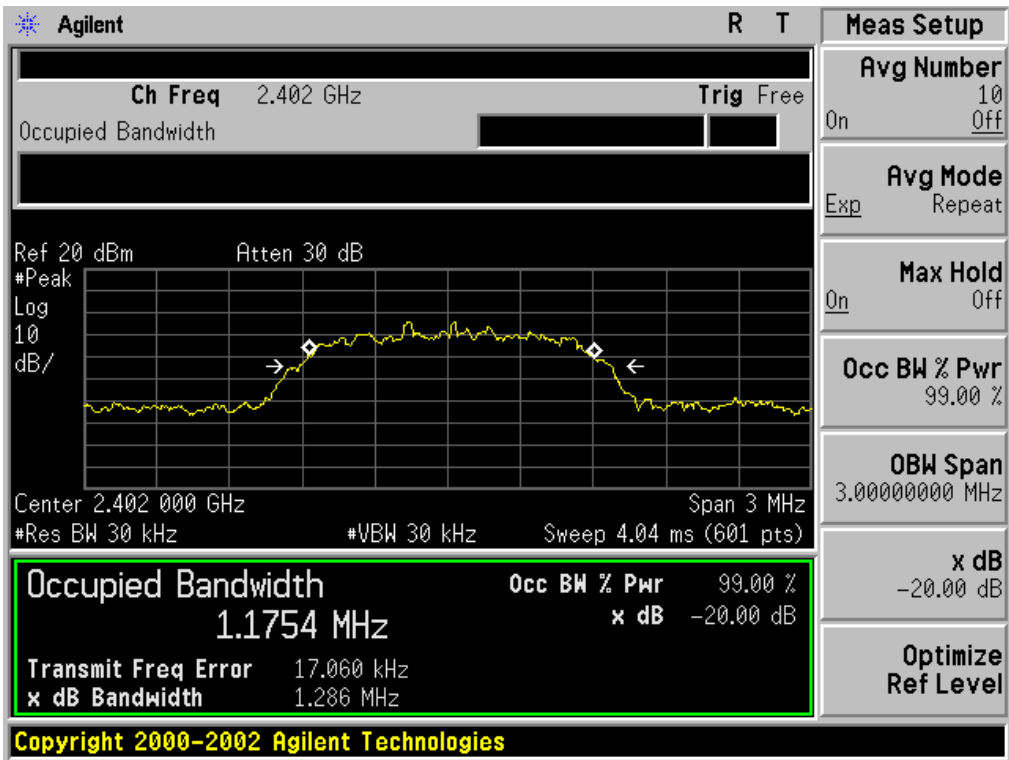 Agilent R T
Ch Freq 2.402 GHz Trig Free
Occupied Bandwidth
Ref 20 dBm Atten 30 dB
#Peak
Log
10
dB/
Center 2.402 000 GHz Span 3 MHz
#Res BW 30 kHz #VBW 30 kHz Sweep 4.04 ms (601 pts)
Occupied Bandwidth Occ BW % Pwr 99.00 %
1.1754 MHz x dB -20.00 dB
Transmit Freq Error 17.060 kHz
x dB Bandwidth 1.286 MHz
Copyright 2000-2002 Agilent Technologies
Meas Setup
Avg Number
10
On Off
Avg Mode
Exp Repeat
Max Hold
On Off
Occ BW % Pwr
99.00 %
OBW Span
3.00000000 MHz
x dB
-20.00 dB
Optimize
Ref Level